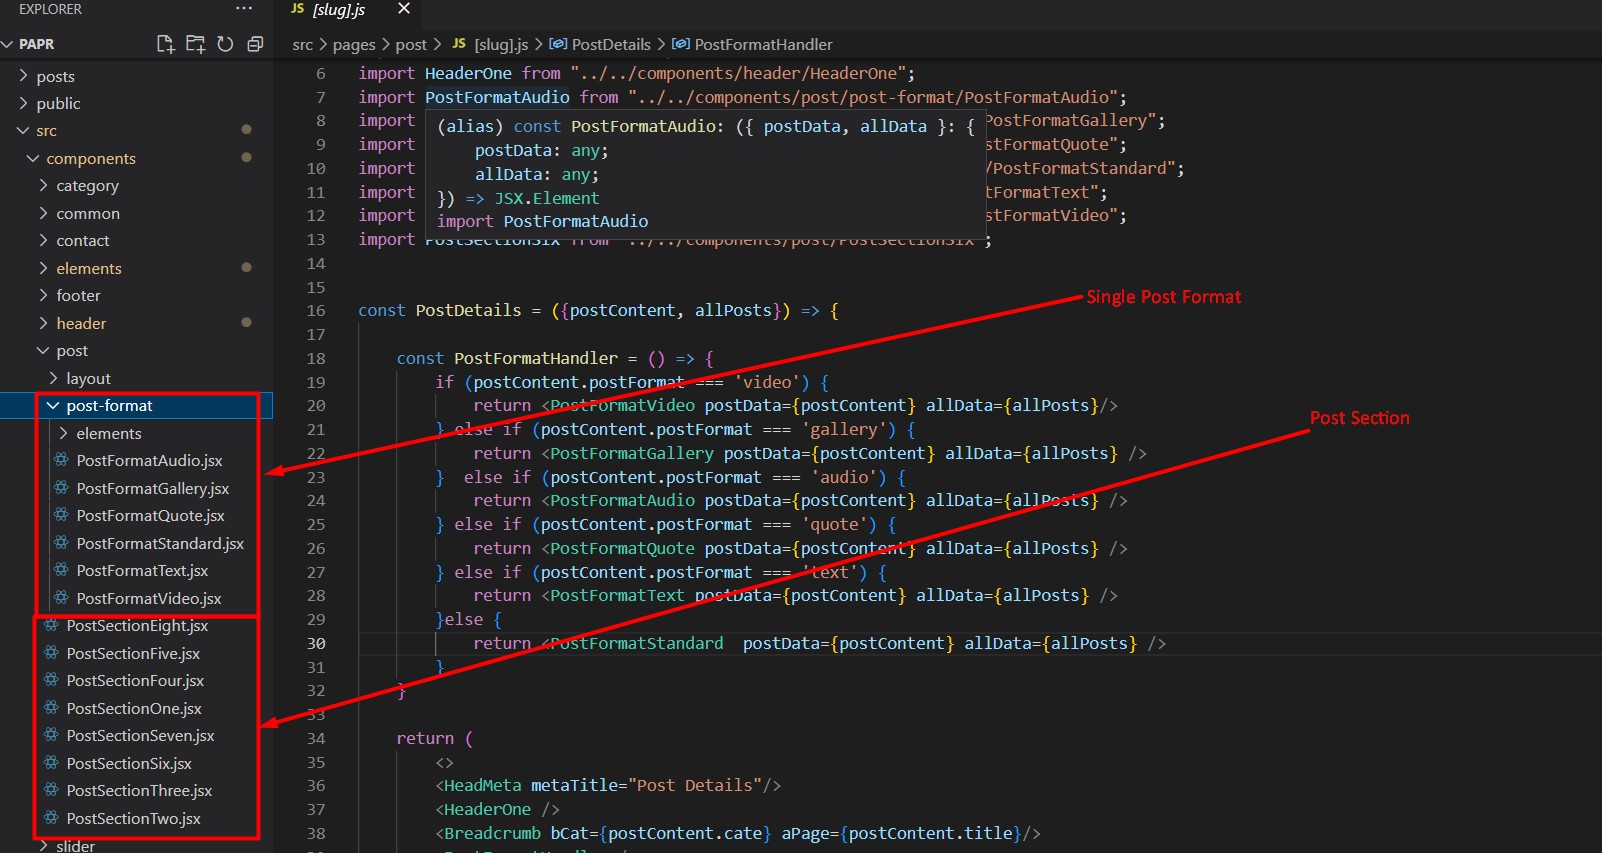 EXPLORER ···
PAPR
posts
public
src
components
category
common
contact
elements
footer
header
post
layout
post-format
elements
PostFormatAudio.jsx
PostFormatGallery.jsx
PostFormatQuote.jsx
PostFormatStandard.jsx
PostFormatText.jsx
PostFormatVideo.jsx
PostSectionEight.jsx
PostSectionFive.jsx
PostSectionFour.jsx
PostSectionOne.jsx
PostSectionSeven.jsx
PostSectionSix.jsx
PostSectionThree.jsx
PostSectionTwo.jsx
slider
JS [slug].js
src > pages > post > JS [slug].js > PostDetails > PostFormatHandler
6 import HeaderOne from "../../components/header/HeaderOne";
7 import PostFormatAudio from "../../components/post/post-format/PostFormatAudio";
8 import PostFormatGallery";
9 import stFormatQuote";
10 import /PostFormatStandard";
11 import tFormatText";
12 import stFormatVideo";
13 import PostSectionSix from "../../components/post/PostSectionSix";
(alias) const PostFormatAudio: ({ postData, allData }: {
postData: any;
allData: any;
}) => JSX.Element
import PostFormatAudio
14
15
16 const PostDetails = ({postContent, allPosts}) => {
17
18 const PostFormatHandler = () => {
19 if (postContent.postFormat === 'video') {
20 return <PostFormatVideo postData={postContent} allData={allPosts}/>
21 } else if (postContent.postFormat === 'gallery') {
22 return <PostFormatGallery postData={postContent} allData={allPosts} />
23 } else if (postContent.postFormat === 'audio') {
24 return <PostFormatAudio postData={postContent} allData={allPosts} />
25 } else if (postContent.postFormat === 'quote') {
26 return <PostFormatQuote postData={postContent} allData={allPosts} />
27 } else if (postContent.postFormat === 'text') {
28 return <PostFormatText postData={postContent} allData={allPosts} />
29 }else {
30 return <PostFormatStandard postData={postContent} allData={allPosts} />
31 }
32 }
33
34 return (
35 <>
36 <HeadMeta metaTitle="Post Details"/>
37 <HeaderOne />
38 <Breadcrumb bCat={postContent.cate} aPage={postContent.title}/>
Single Post Format
Post Section